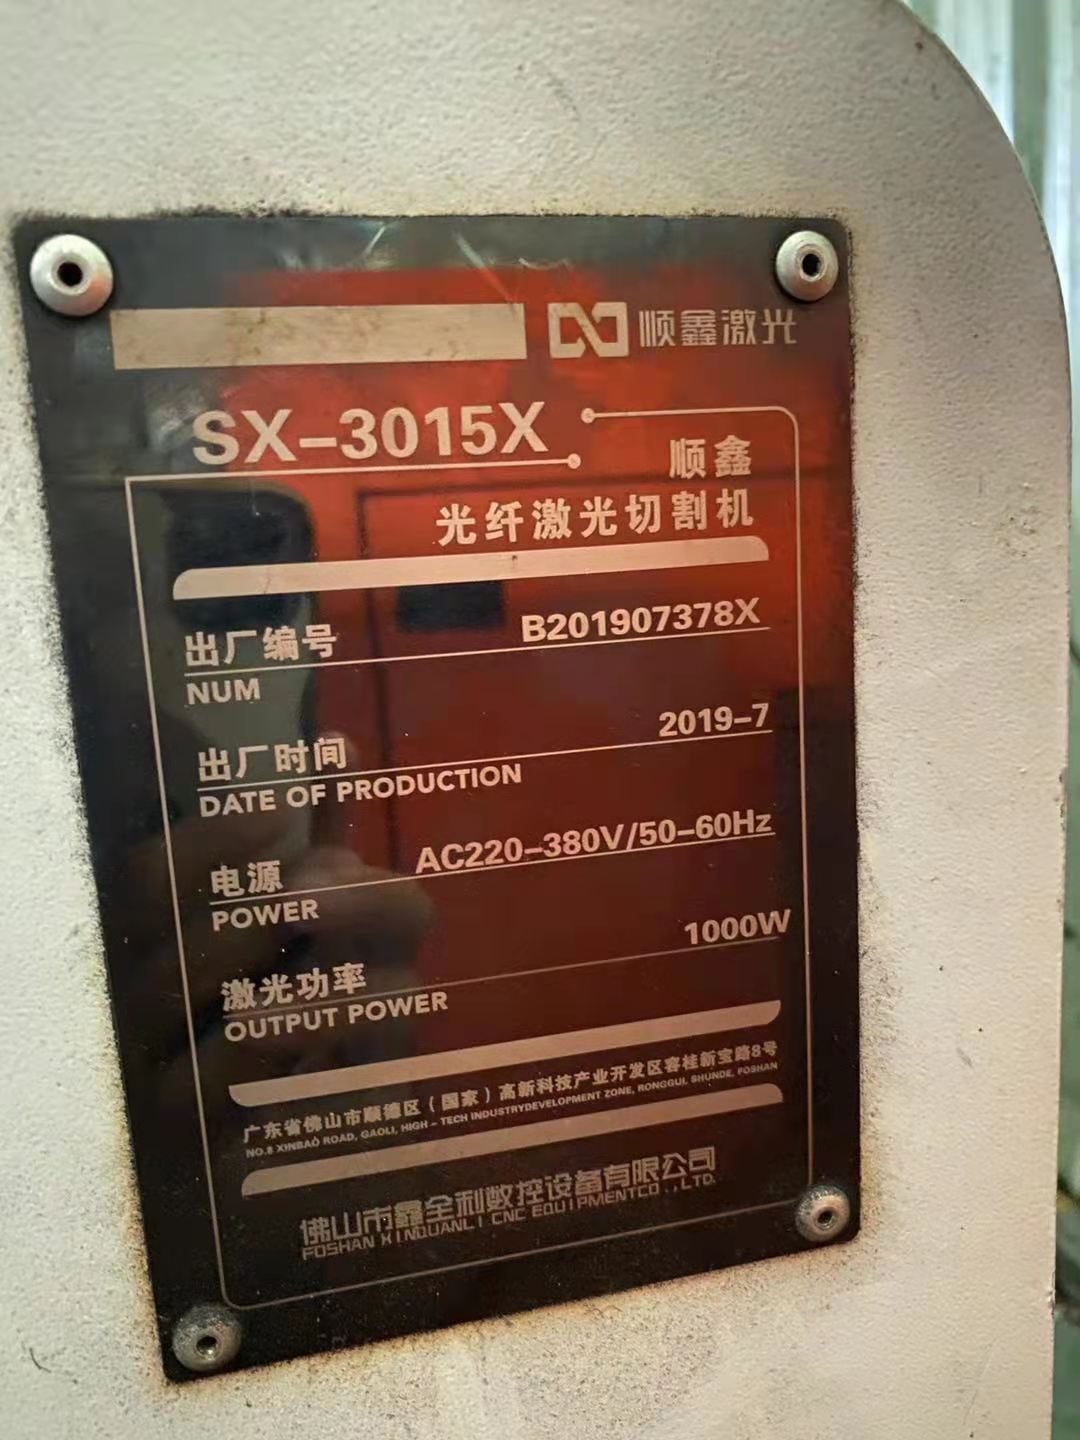 顺鑫激光
SX-3015X
顺鑫
光纤激光切割机
出厂编号 B201907378X
NUM
出厂时间 2019-7
DATE OF PRODUCTION
电源 AC220-380V/50-60Hz
POWER
激光功率 1000W
OUTPUT POWER
广东省佛山市顺德区（国家）高新科技产业开发区容桂新宝路8号
NO.8 XINBAO ROAD, GAOLI, HIGH-TECH INDUSTRYDEVELOPMENT ZONE, RONGGUI, SHUNDE, FOSHAN
佛山市鑫全利数控设备有限公司
FOSHAN XINQUANLI CNC EQUIPMENTCO.,LTD.